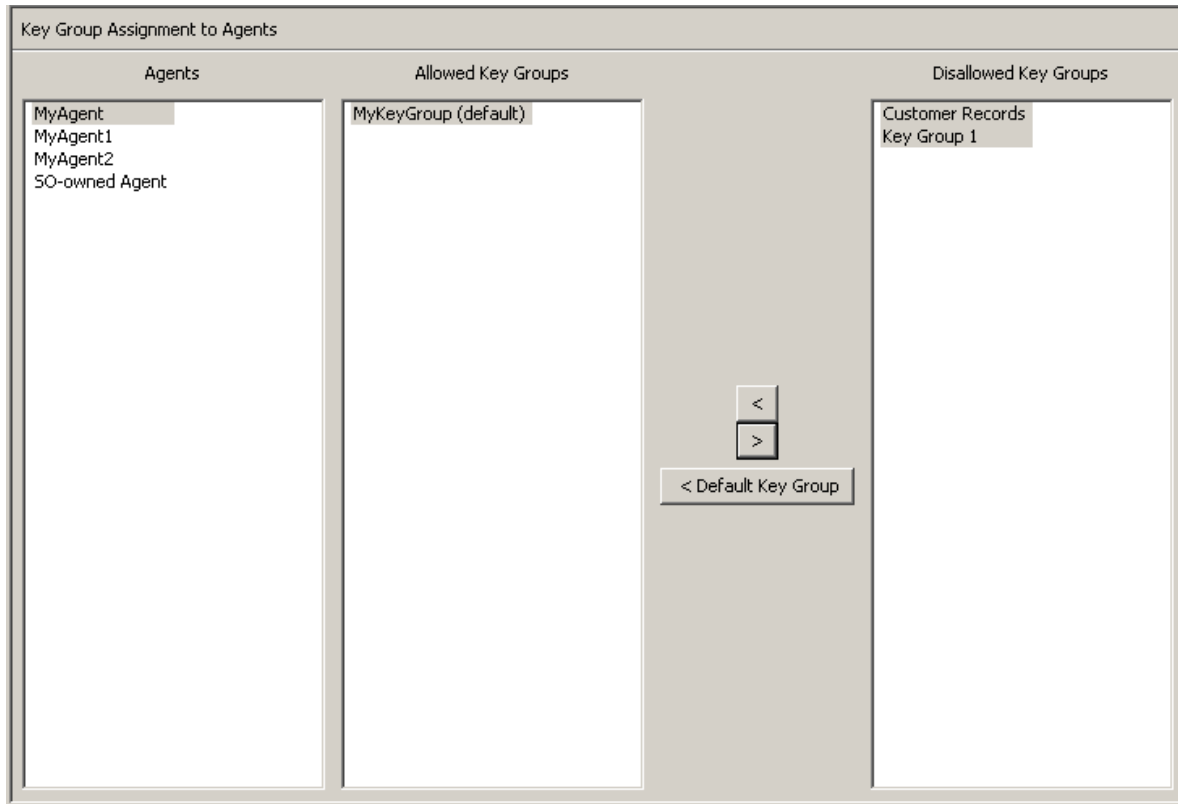 Key Group Assignment to Agents
Agents
Allowed Key Groups
Disallowed Key Groups
MyAgent
MyAgent1
MyAgent2
SO-owned Agent
MyKeyGroup (default)
<
>
< Default Key Group
Customer Records
Key Group 1